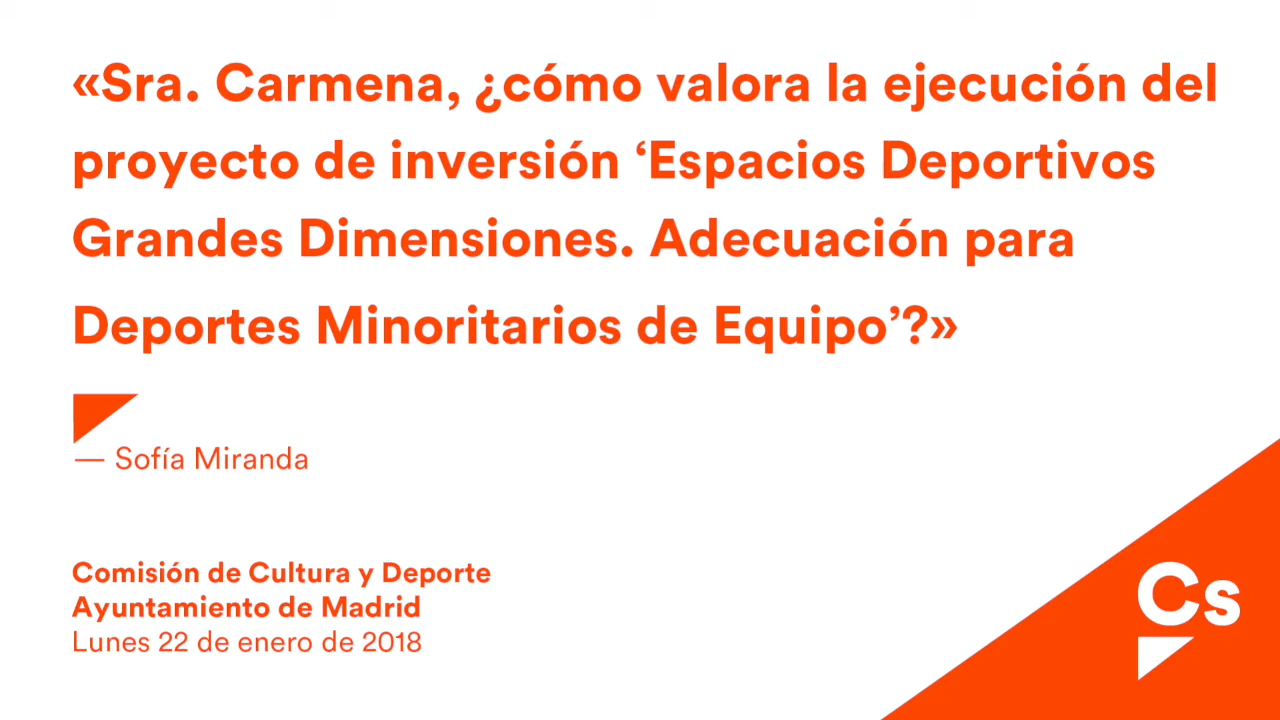 «Sra. Carmena, ¿cómo valora la ejecución del
proyecto de inversión ‘Espacios Deportivos
Grandes Dimensiones. Adecuación para
Deportes Minoritarios de Equipo’?»
— Sofía Miranda
Comisión de Cultura y Deporte
Ayuntamiento de Madrid
Lunes 22 de enero de 2018
Cs